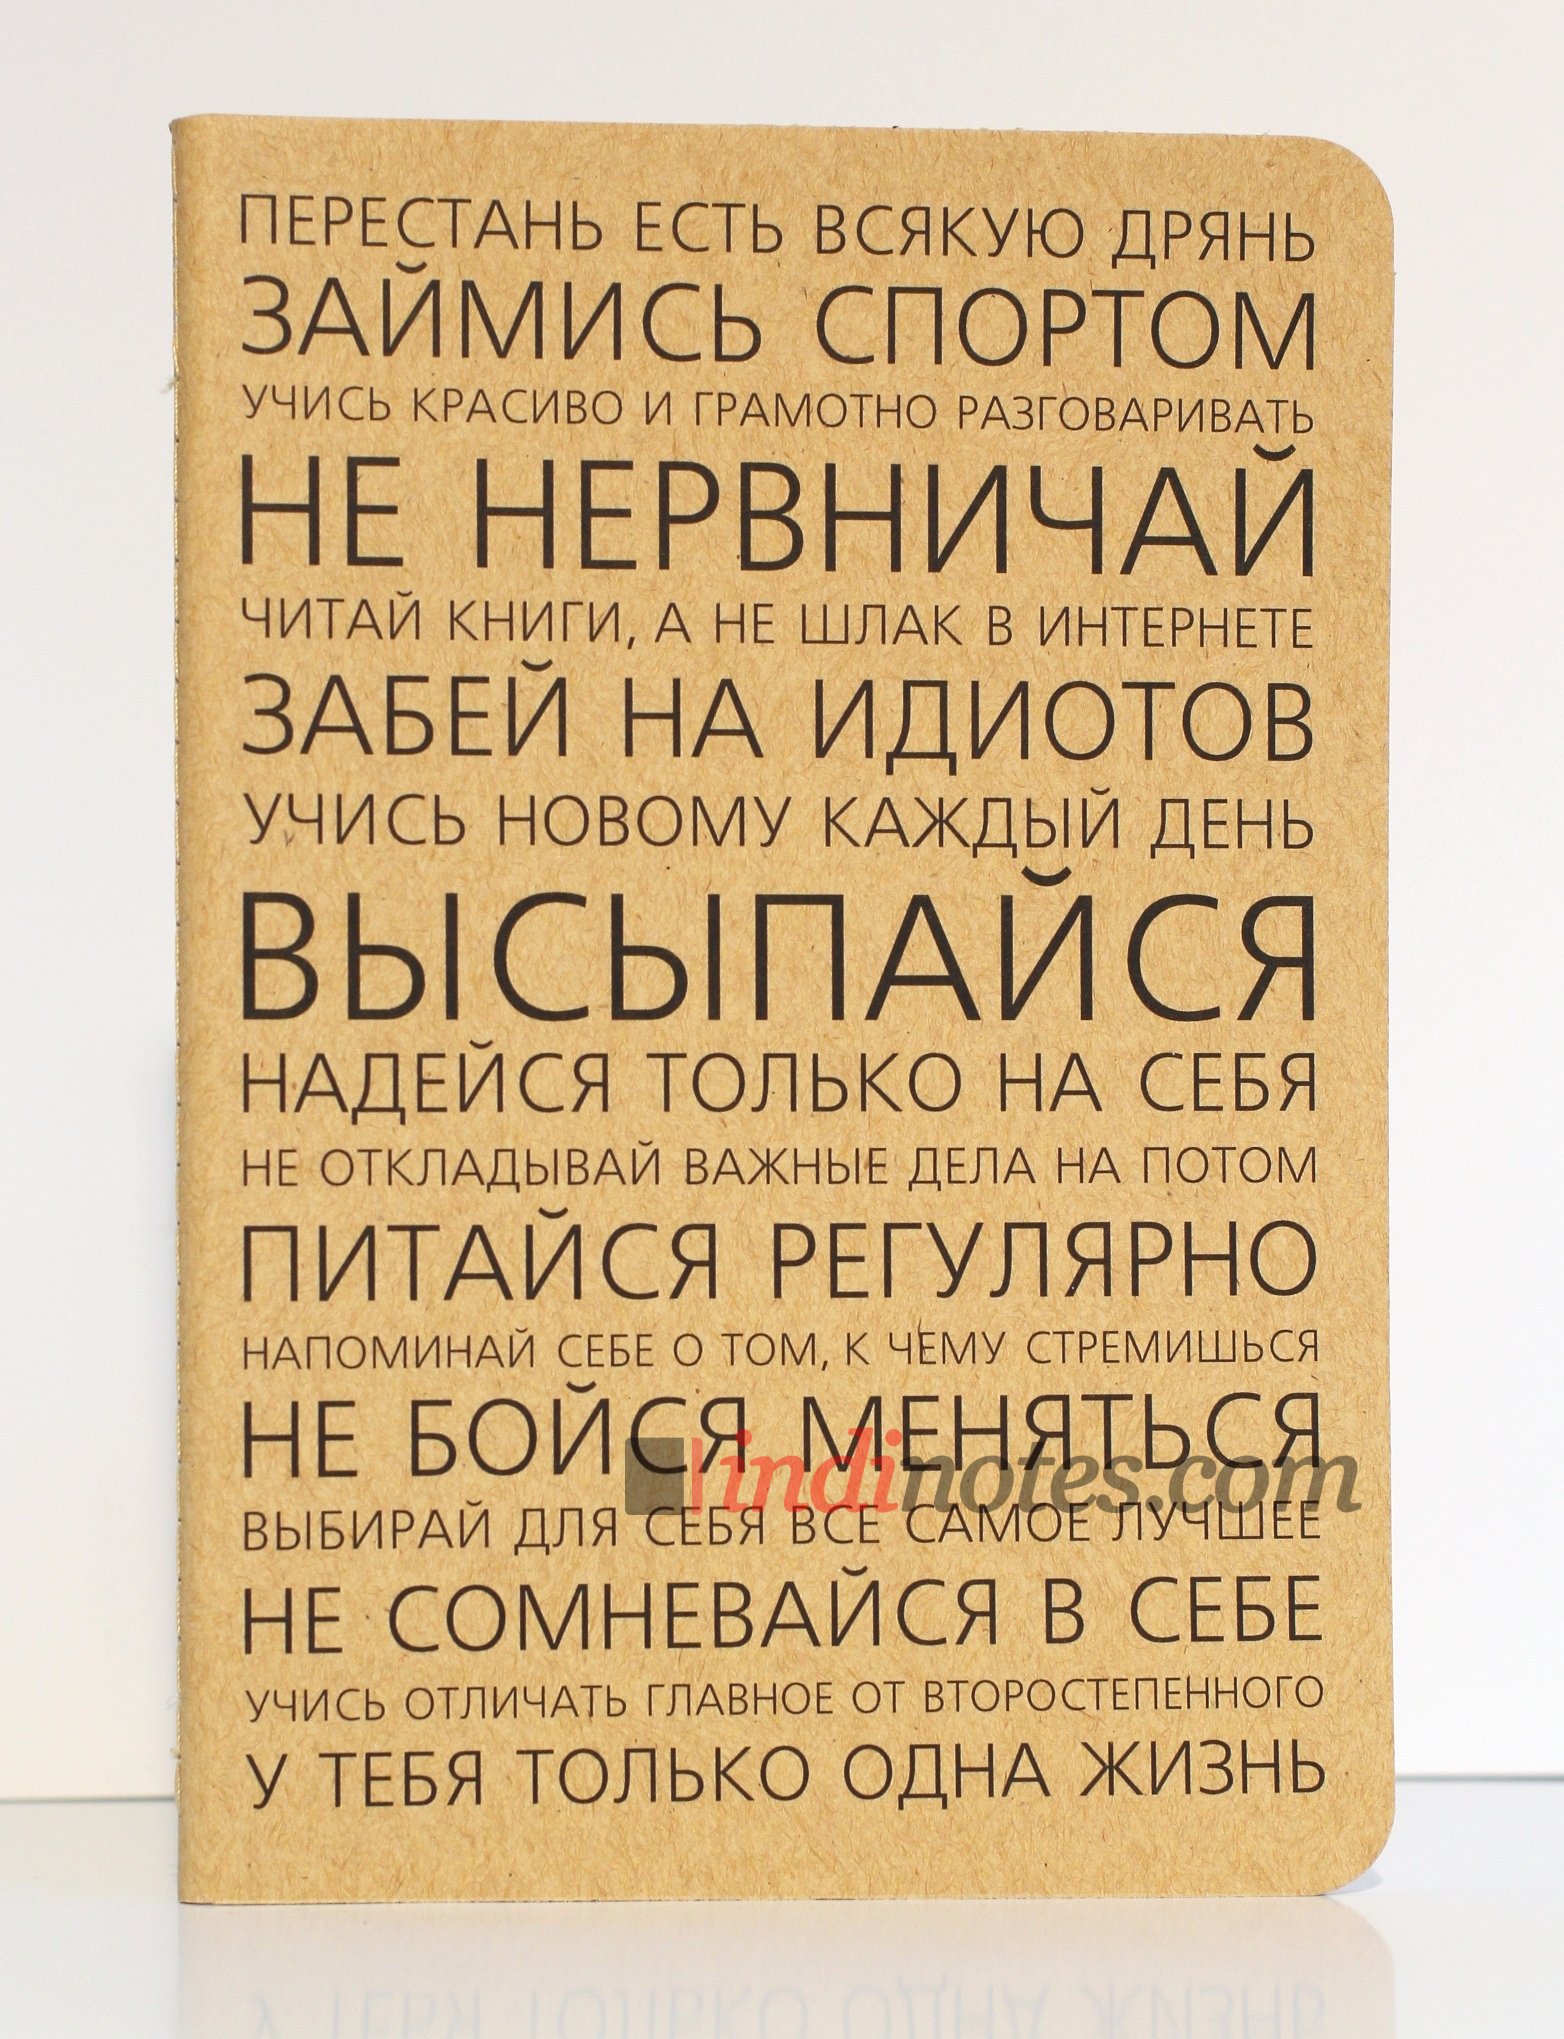 ПЕРЕСТАНЬ ЕСТЬ ВСЯКУЮ ДРЯНЬ
ЗАЙМИСЬ СПОРТОМ
УЧИСЬ КРАСИВО И ГРАМОТНО РАЗГОВАРИВАТЬ
НЕ НЕРВНИЧАЙ
ЧИТАЙ КНИГИ, А НЕ ШЛАК В ИНТЕРНЕТЕ
ЗАБЕЙ НА ИДИОТОВ
УЧИСЬ НОВОМУ КАЖДЫЙ ДЕНЬ
ВЫСЫПАЙСЯ
НАДЕЙСЯ ТОЛЬКО НА СЕБЯ
НЕ ОТКЛАДЫВАЙ ВАЖНЫЕ ДЕЛА НА ПОТОМ
ПИТАЙСЯ РЕГУЛЯРНО
НАПОМИНАЙ СЕБЕ О ТОМ, К ЧЕМУ СТРЕМИШЬСЯ
НЕ БОЙСЯ МЕНЯТЬСЯ
indinotes.com
ВЫБИРАЙ ДЛЯ СЕБЯ ВСЕ САМОЕ ЛУЧШЕЕ
НЕ СОМНЕВАЙСЯ В СЕБЕ
УЧИСЬ ОТЛИЧАТЬ ГЛАВНОЕ ОТ ВТОРОСТЕПЕННОГО
У ТЕБЯ ТОЛЬКО ОДНА ЖИЗНЬ